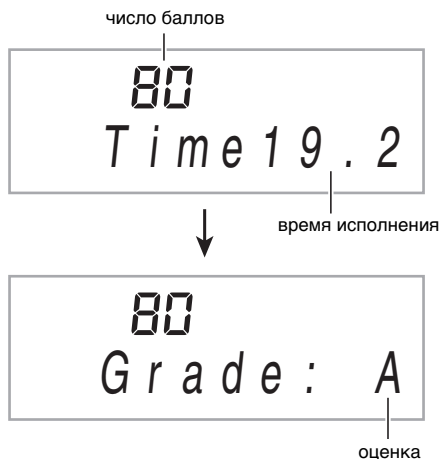 число баллов
80
Time19.2
время исполнения
80
Grade: A
оценка